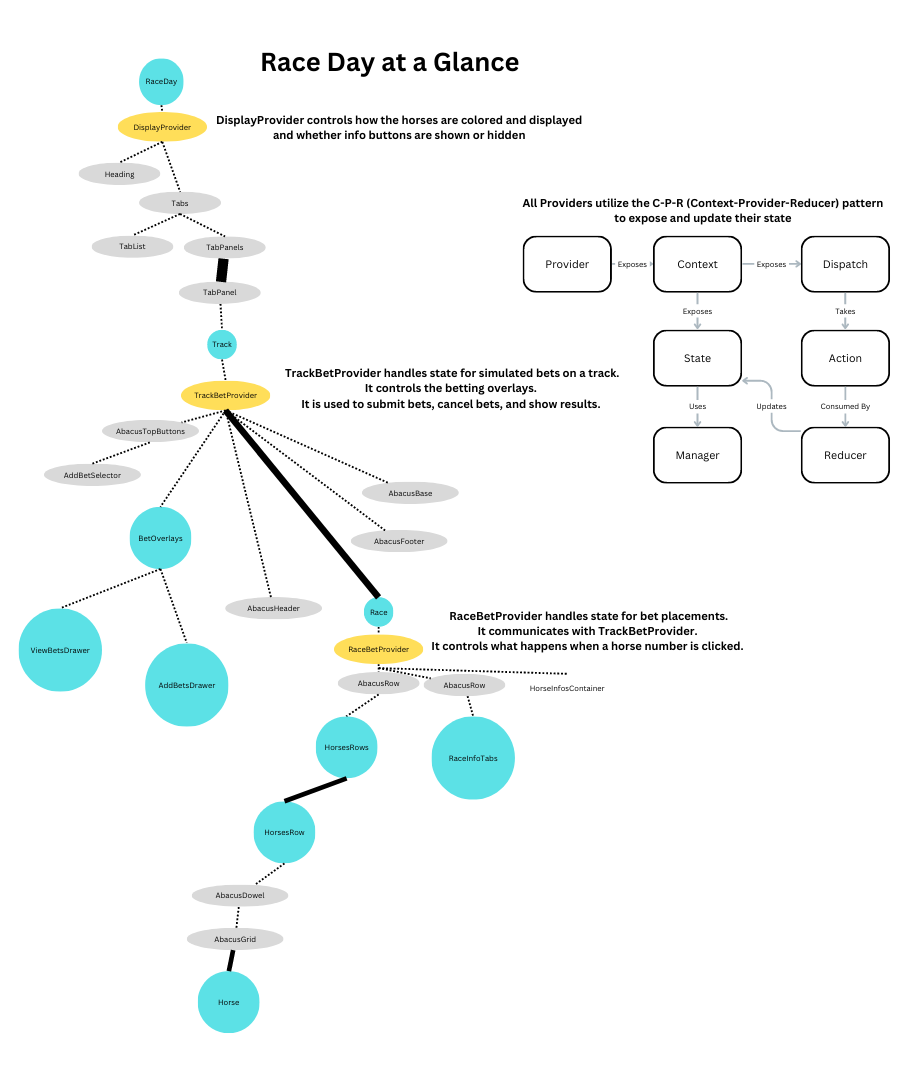 Race Day at a Glance
RaceDay
DisplayProvider
DisplayProvider controls how the horses are colored and displayed
and whether info buttons are shown or hidden
Heading
Tabs
TabList
TabPanels
TabPanel
All Providers utilize the C-P-R (Context-Provider-Reducer) pattern
to expose and update their state
Provider
Exposes
Context
Exposes
Dispatch
Exposes
Takes
State
Action
Uses
Updates
Consumed By
Manager
Reducer
Track
TrackBetProvider
TrackBetProvider handles state for simulated bets on a track.
It controls the betting overlays.
It is used to submit bets, cancel bets, and show results.
AbacusTopButtons
AddBetSelector
AbacusBase
BetOverlays
AbacusFooter
AbacusHeader
Race
ViewBetsDrawer
AddBetsDrawer
RaceBetProvider
RaceBetProvider handles state for bet placements.
It communicates with TrackBetProvider.
It controls what happens when a horse number is clicked.
AbacusRow
AbacusRow
HorseInfosContainer
HorsesRows
RaceInfoTabs
HorsesRow
AbacusDowel
AbacusGrid
Horse